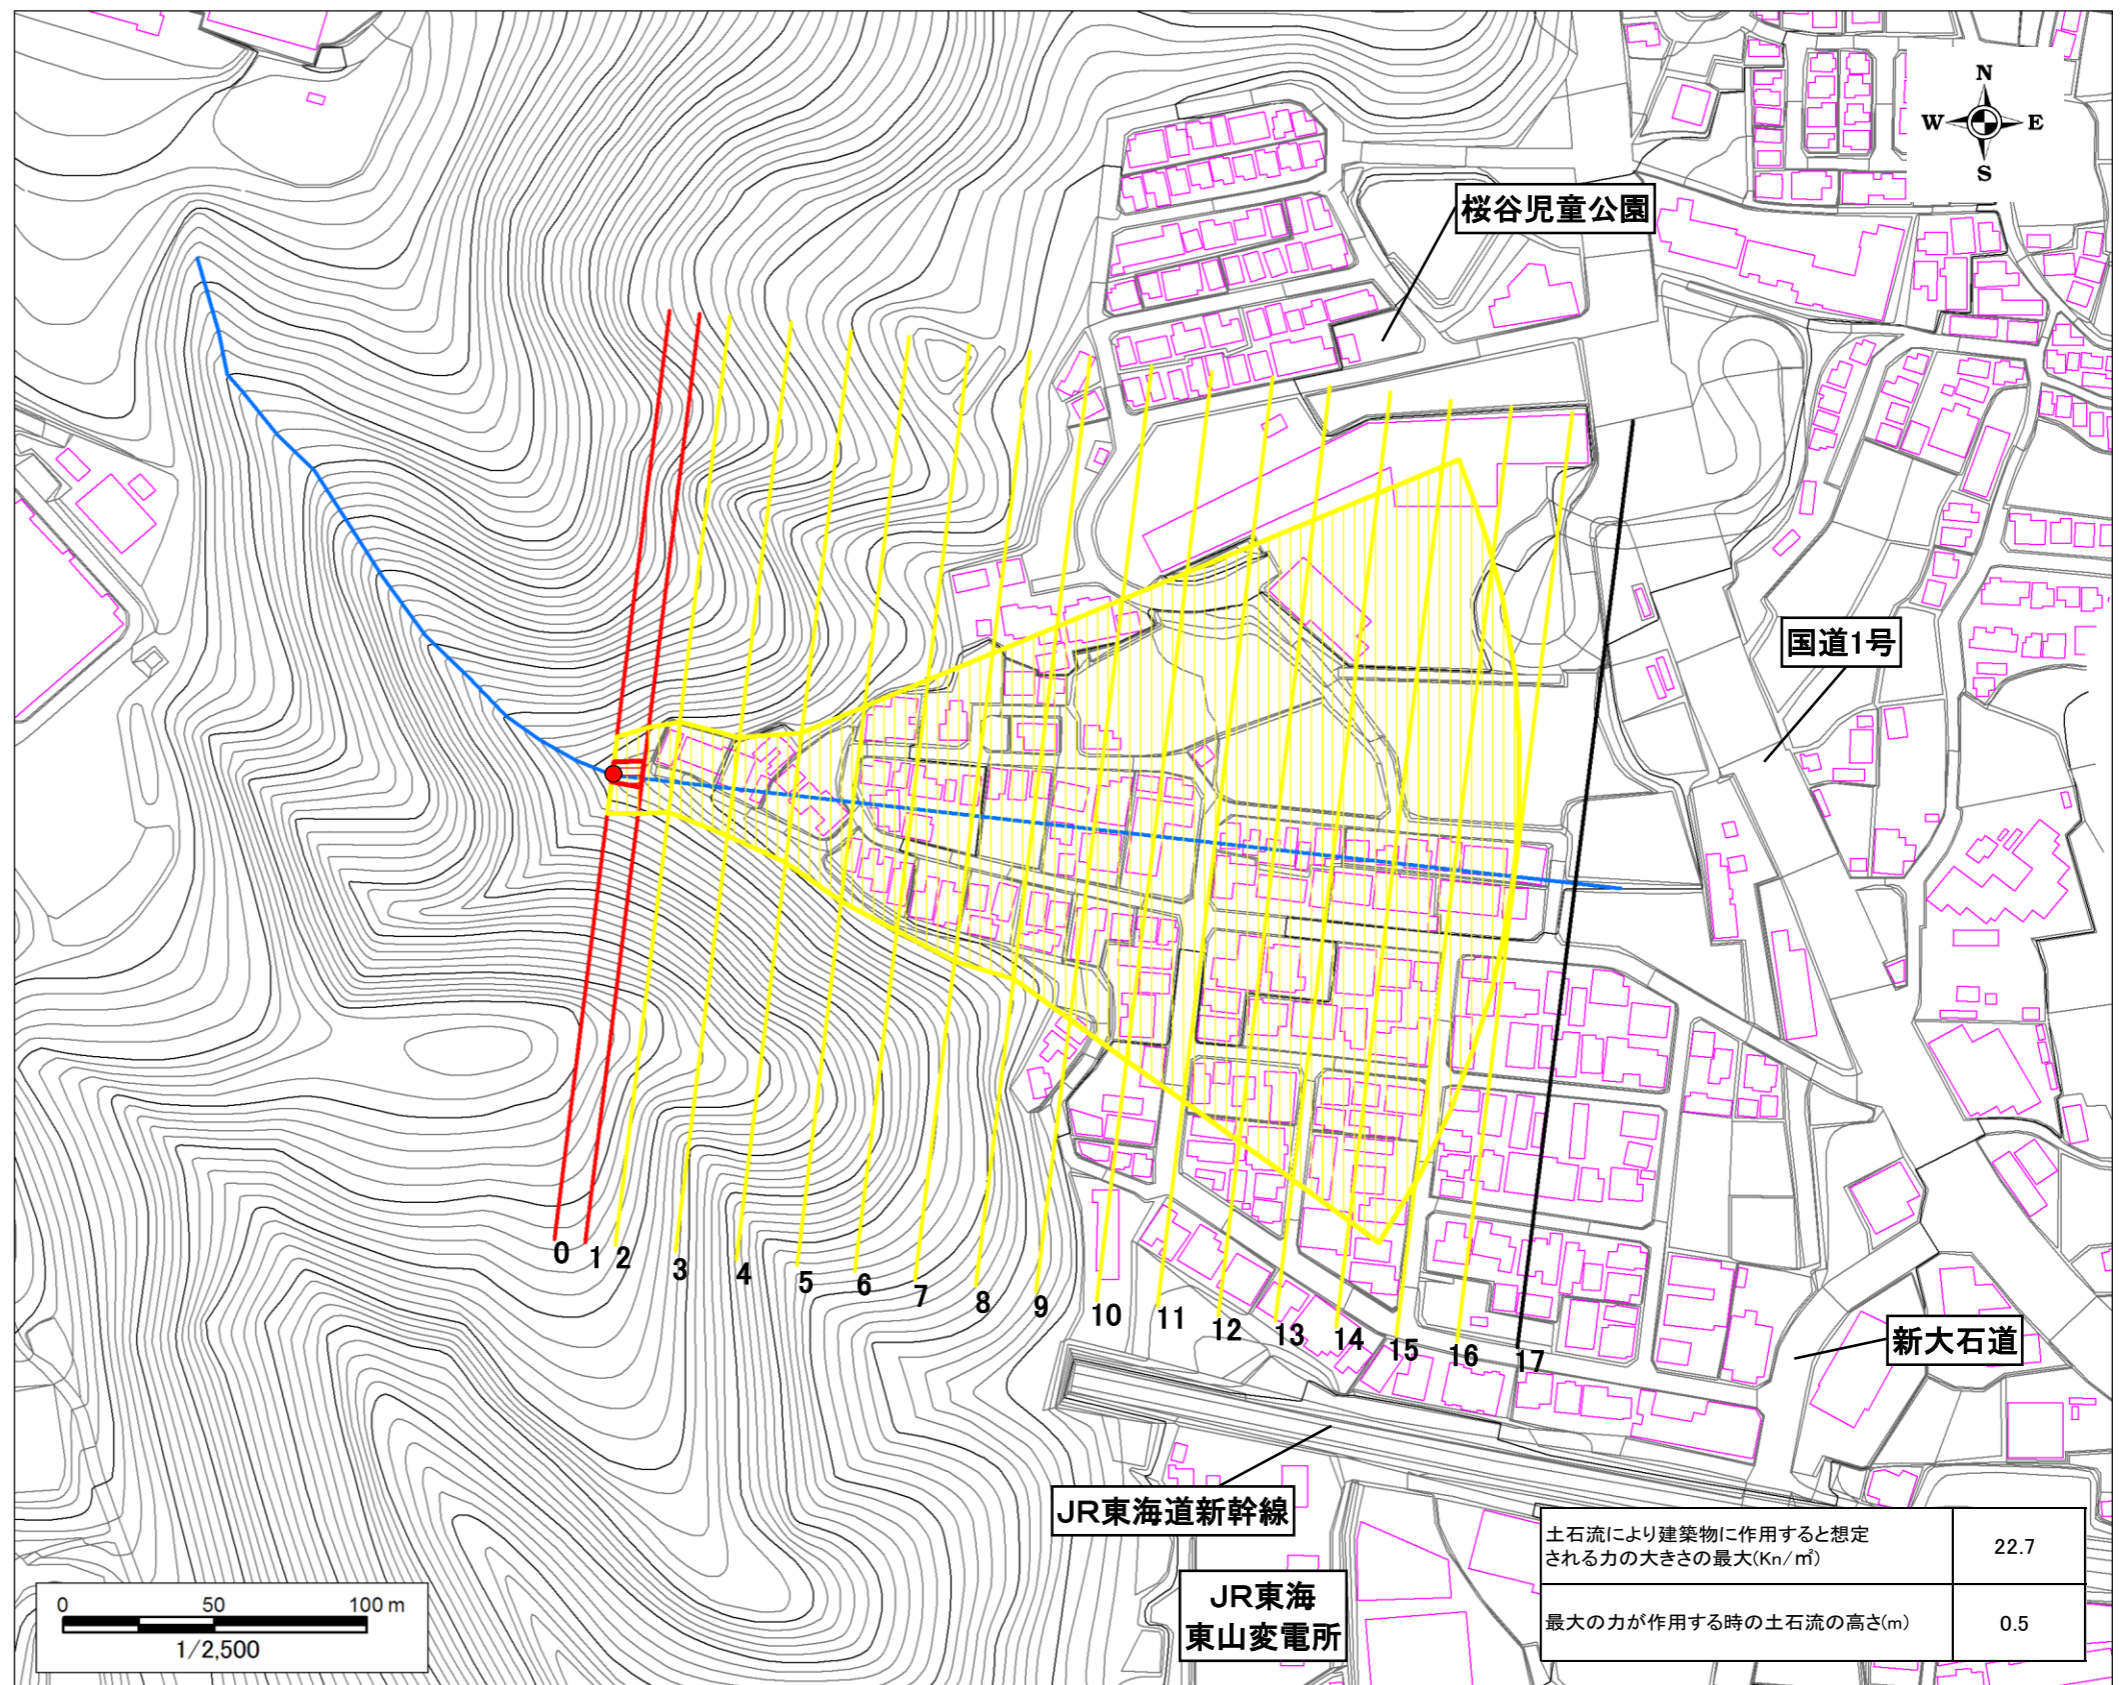 N
W
E
S
桜谷児童公園
国道1号
0
1
2
3
4
5
6
7
8
9
10
11
12
13
14
15
16
17
新大石道
JR東海道新幹線
JR東海
東山変電所
土石流により建築物に作用すると想定
される力の大きさの最大(Kn/㎡)
22.7
最大の力が作用する時の土石流の高さ(m)
0.5
0
50
100 m
1/2,500